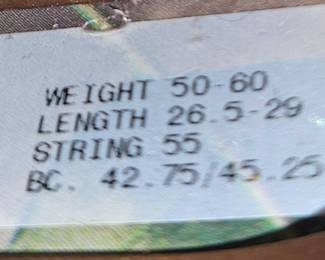 WEIGHT 50-60
LENGTH 26.5-29
STRING 55
BC. 42.75/45.25